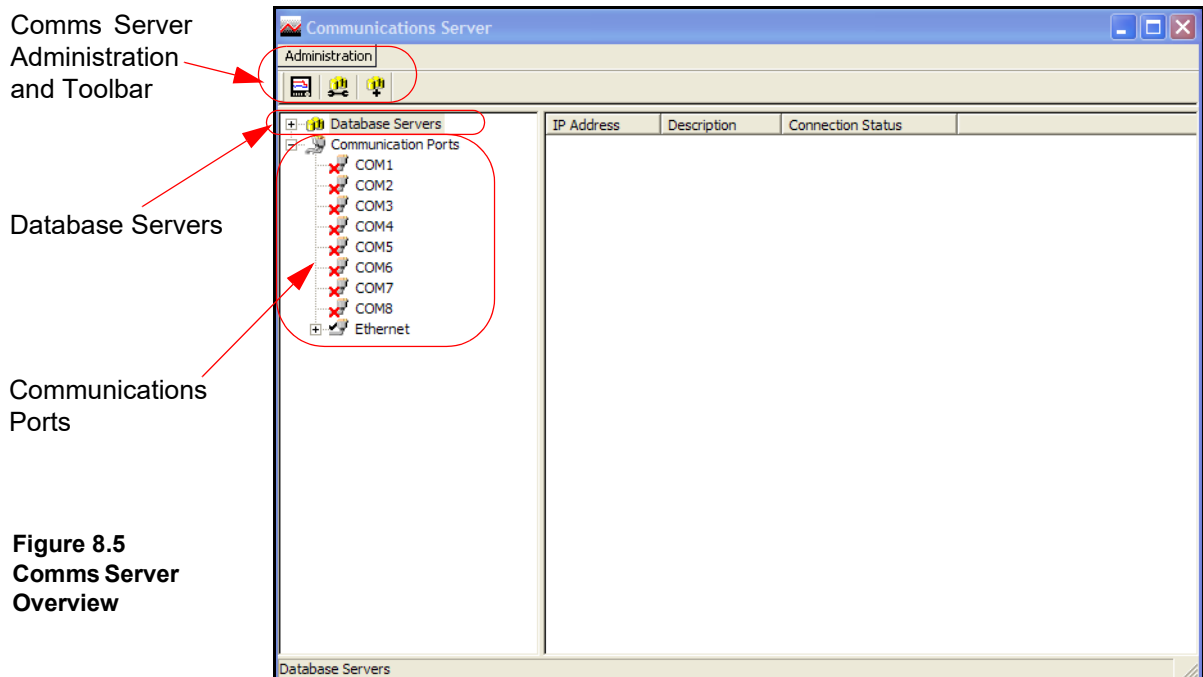 Comms Server
Administration
and Toolbar
Database Servers
Communications
Ports
Figure 8.5
Comms Server
Overview
Communications Server
Administration
Database Servers
Communication Ports
COM1
COM2
COM3
COM4
COM5
COM6
COM7
COM8
Ethernet
IP Address Description Connection Status
Database Servers